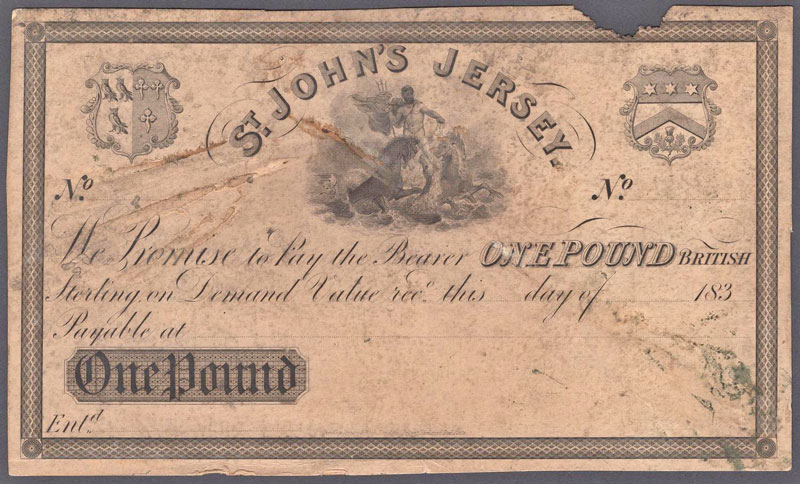 ST. JOHN'S JERSEY.
No No
We Promise to Pay the Bearer ONE POUND BRITISH
Sterling, on Demand Value recd. this day of 183
Payable at
One Pound
Entd.